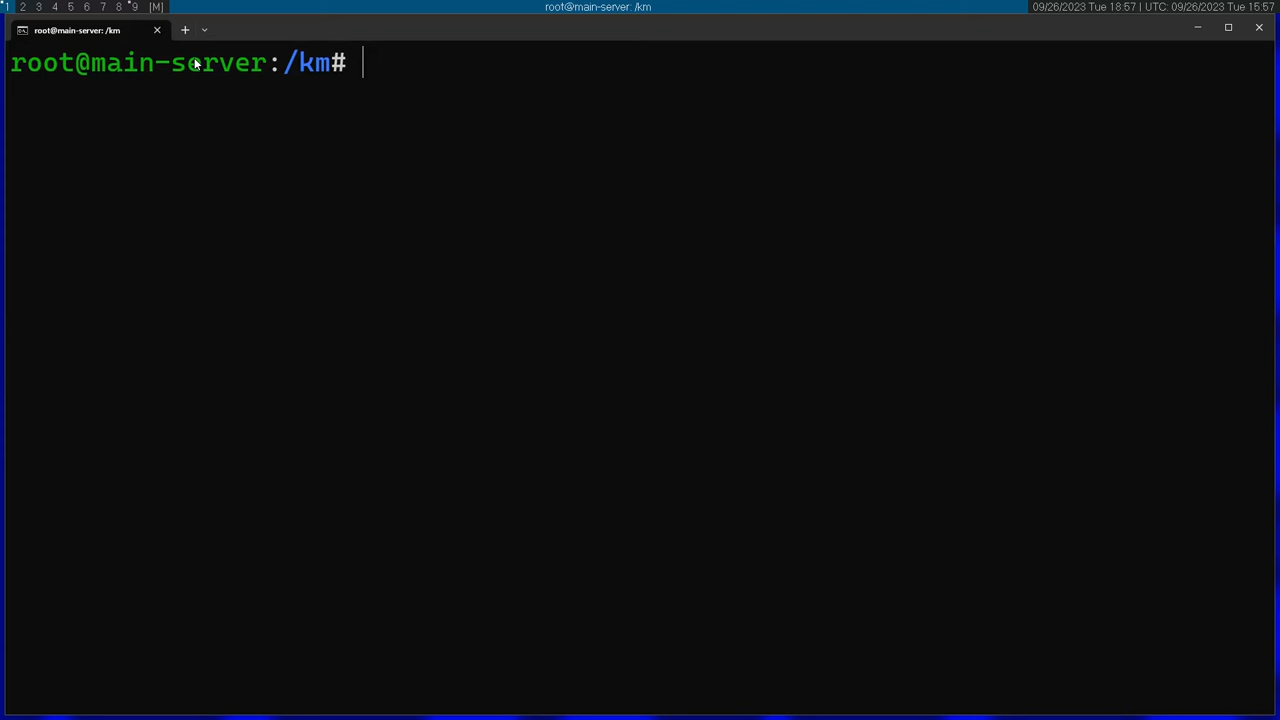 1 2 3 4 5 6 7 8 9 [M] root@main-server: /km 09/26/2023 Tue 18:57 | UTC: 09/26/2023 Tue 15:57
root@main-server: /km
root@main-server:/km#